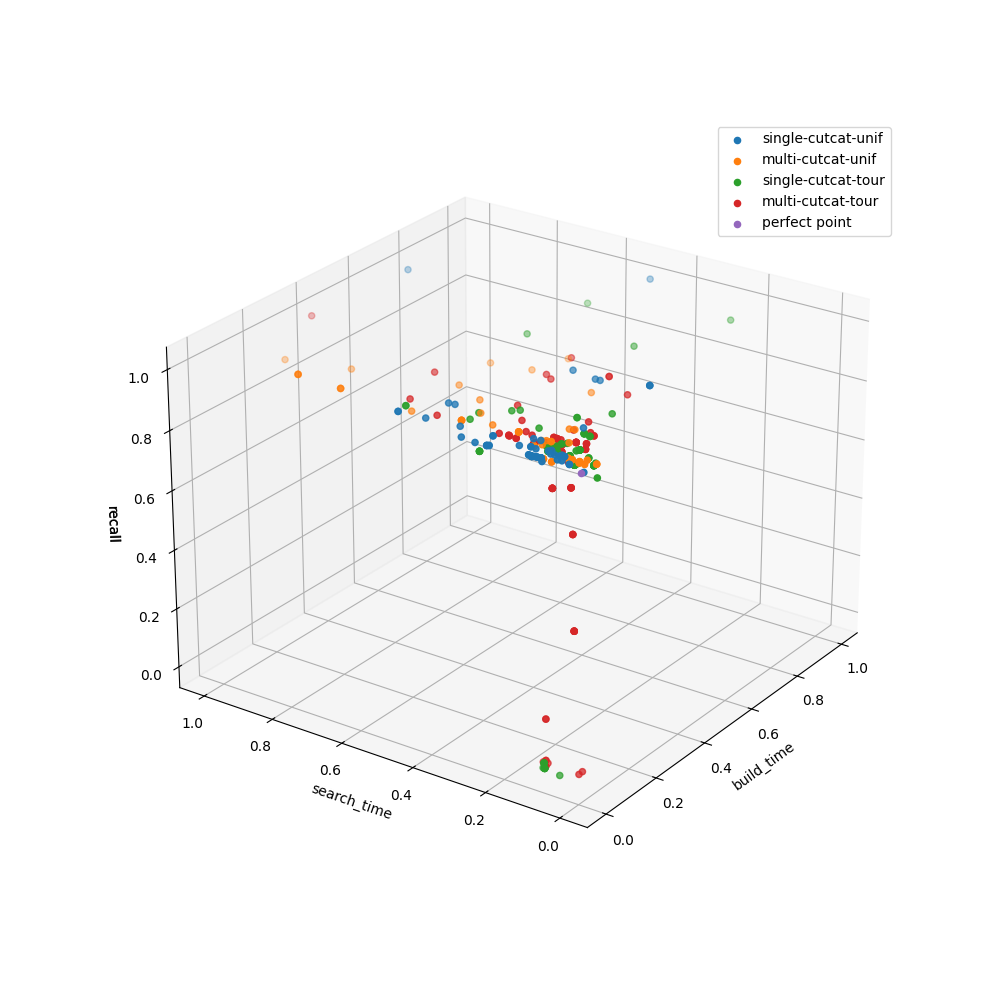 single-cutcat-unif
multi-cutcat-unif
single-cutcat-tour
multi-cutcat-tour
perfect point
1.0
0.8
0.6
0.4
0.2
0.0
recall
1.0
0.8
0.6
0.4
0.2
0.0
search_time
0.0
0.2
0.4
0.6
0.8
1.0
build_time